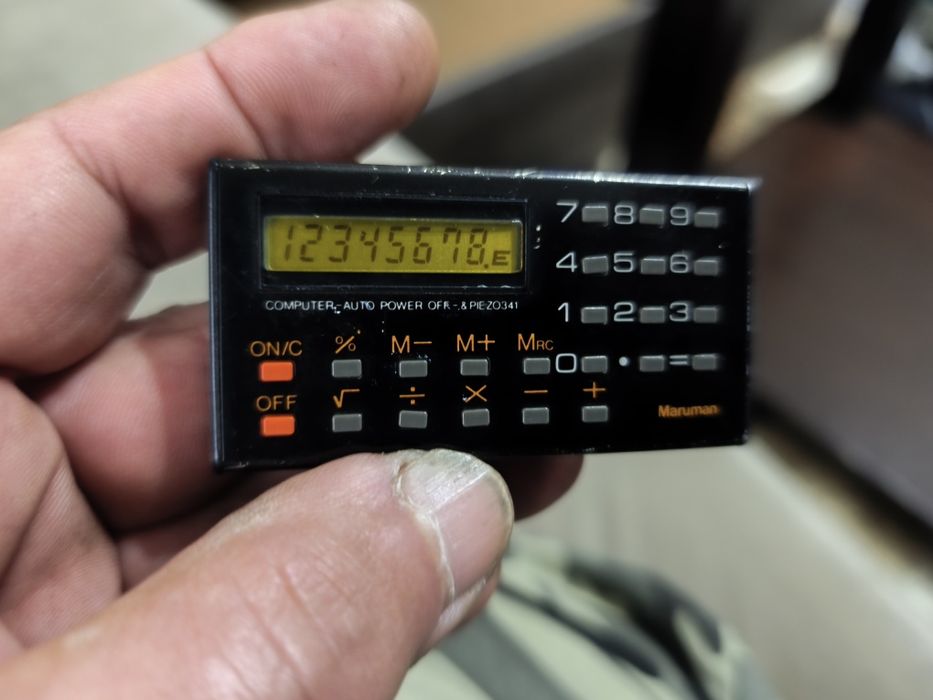 7 8 9
12345678.E
4 5 6
COMPUTER-AUTO POWER OFF-&PIEZO341
1 2 3
ON/C % M− M+ MRC 0 • =
OFF √ ÷ × − +
Maruman